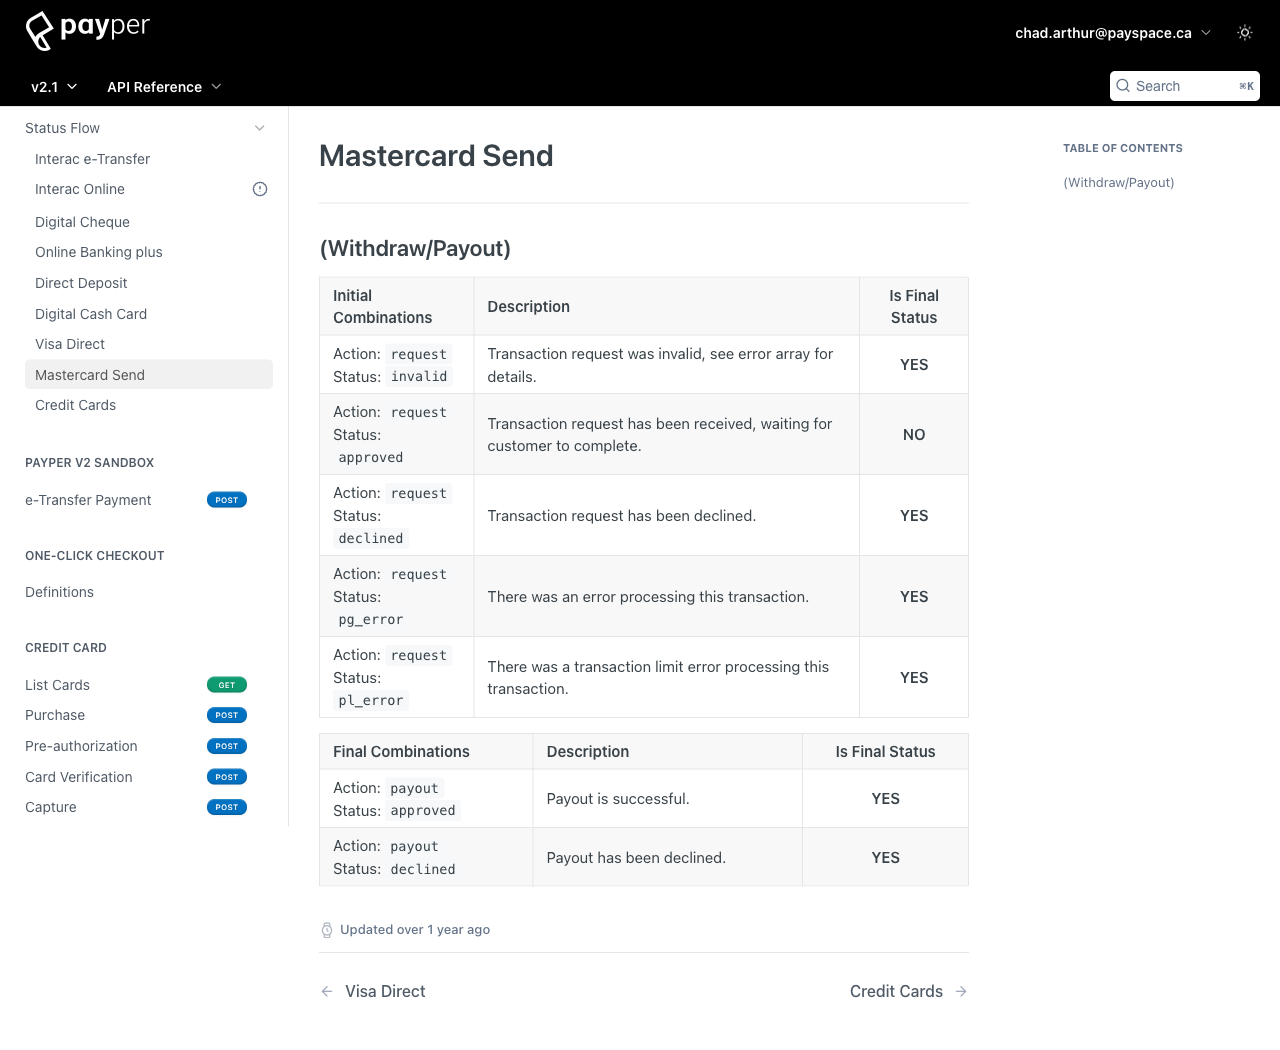 payper
chad.arthur@payspace.ca
v2.1
API Reference
Search
⌘K
Status Flow
Interac e-Transfer
Interac Online
Digital Cheque
Online Banking plus
Direct Deposit
Digital Cash Card
Visa Direct
Mastercard Send
Credit Cards
PAYPER V2 SANDBOX
e-Transfer Payment POST
ONE-CLICK CHECKOUT
Definitions
CREDIT CARD
List Cards GET
Purchase POST
Pre-authorization POST
Card Verification POST
Capture POST
Mastercard Send
(Withdraw/Payout)
Initial
Combinations
Description
Is Final
Status
Action: request
Status: invalid
Transaction request was invalid, see error array for
details.
YES
Action: request
Status:
approved
Transaction request has been received, waiting for
customer to complete.
NO
Action: request
Status:
declined
Transaction request has been declined.
YES
Action: request
Status:
pg_error
There was an error processing this transaction.
YES
Action: request
Status:
pl_error
There was a transaction limit error processing this
transaction.
YES
Final Combinations
Description
Is Final Status
Action: payout
Status: approved
Payout is successful.
YES
Action: payout
Status: declined
Payout has been declined.
YES
Updated over 1 year ago
← Visa Direct
Credit Cards →
TABLE OF CONTENTS
(Withdraw/Payout)